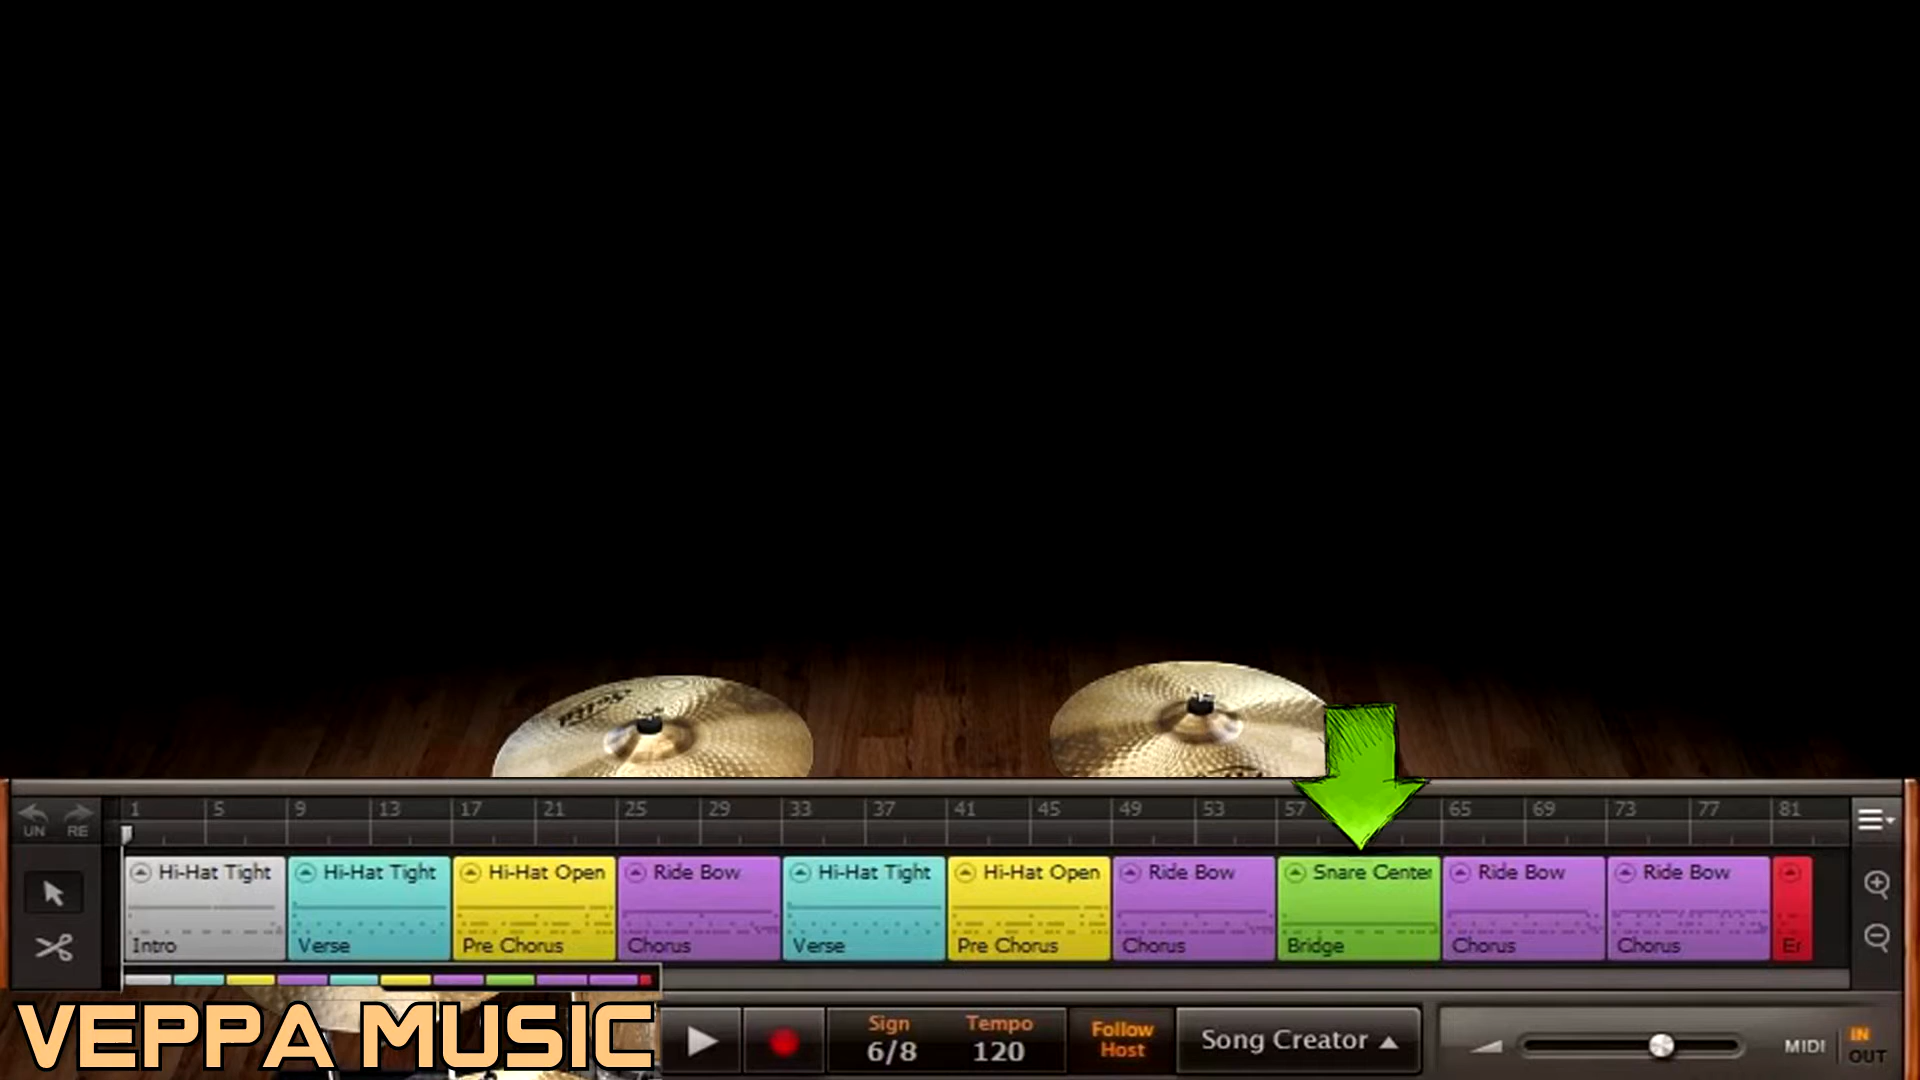 1 5 9 13 17 21 25 29 33 37 41 45 49 53 57 65 69 73 77 81
UN RE
Hi-Hat Tight Hi-Hat Tight Hi-Hat Open Ride Bow Hi-Hat Tight Hi-Hat Open Ride Bow Snare Center Ride Bow Ride Bow
Intro Verse Pre Chorus Chorus Verse Pre Chorus Chorus Bridge Chorus Chorus
VEPPA MUSIC
Sign Tempo
6/8 120
Follow
Host
Song Creator
MIDI
IN
OUT